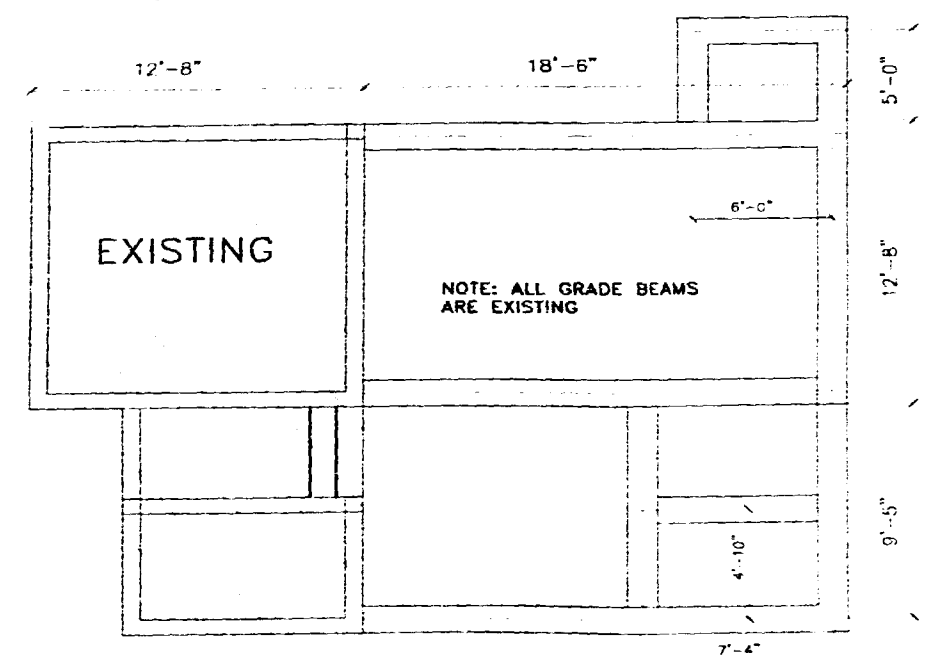 12'-8"
18'-6"
5'-0"
6'-0"
EXISTING
12'-8"
NOTE: ALL GRADE BEAMS
ARE EXISTING
9'-5"
4'-10"
7'-4"